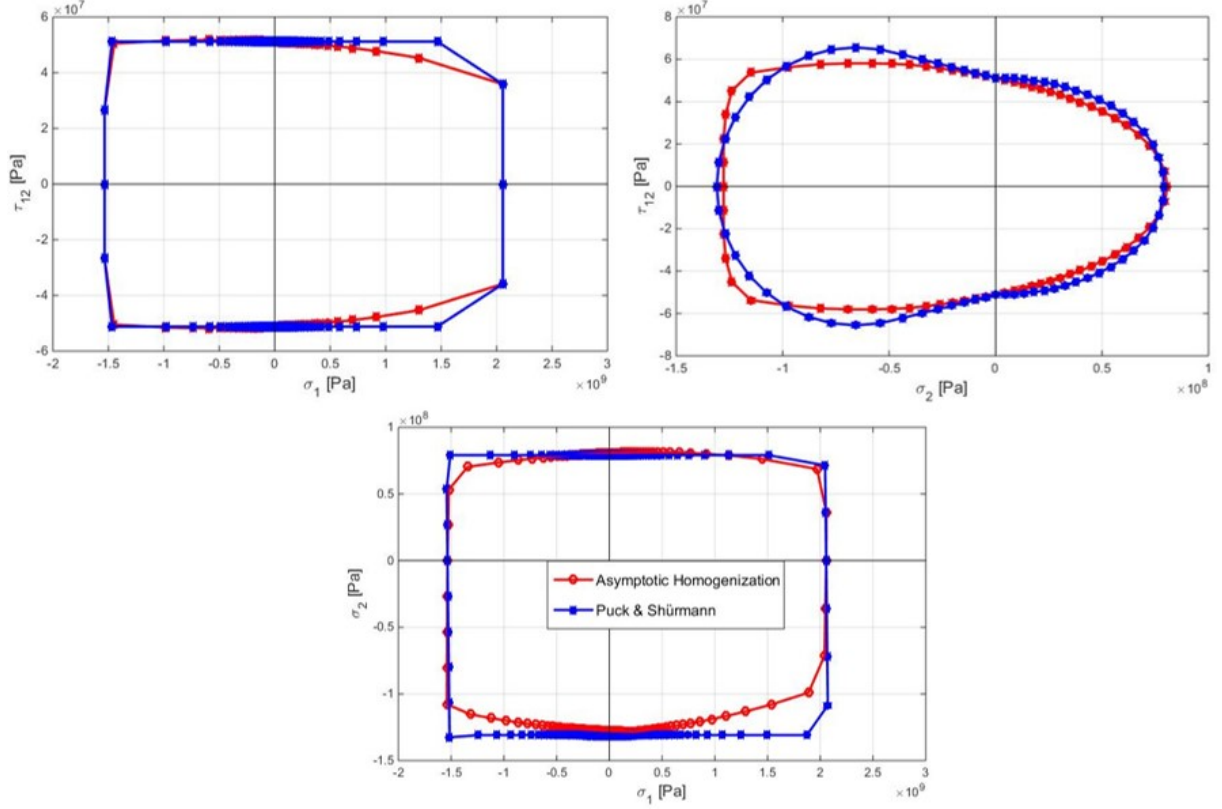 ×10⁷
6
4
2
0
-2
-4
-6
τ₁₂ [Pa]
-2 -1.5 -1 -0.5 0 0.5 1 1.5 2 2.5 3
σ₁ [Pa]
×10⁹
×10⁷
8
6
4
2
0
-2
-4
-6
-8
τ₁₂ [Pa]
-1.5 -1 -0.5 0 0.5 1
σ₂ [Pa]
×10⁸
×10⁸
1
0.5
0
-0.5
-1
-1.5
σ₂ [Pa]
Asymptotic Homogenization
Puck & Shürmann
-2 -1.5 -1 -0.5 0 0.5 1 1.5 2 2.5 3
σ₁ [Pa]
×10⁹